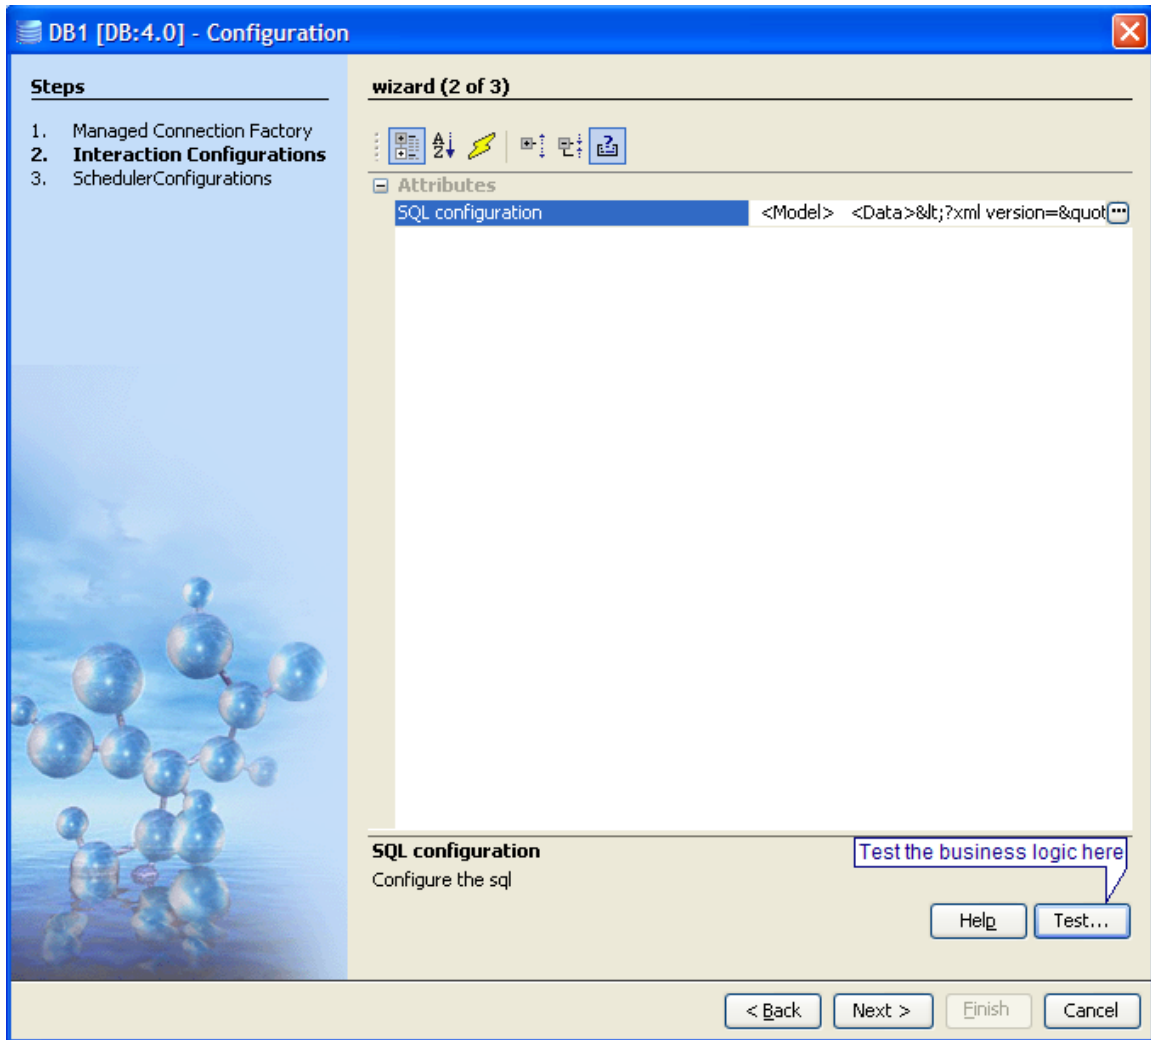 DB1 [DB:4.0] - Configuration
Steps
1. Managed Connection Factory
2. Interaction Configurations
3. SchedulerConfigurations
wizard (2 of 3)
Attributes
SQL configuration <Model> <Data>&lt;?xml version=&quot
SQL configuration
Configure the sql
Test the business logic here
Help Test...
< Back Next > Finish Cancel